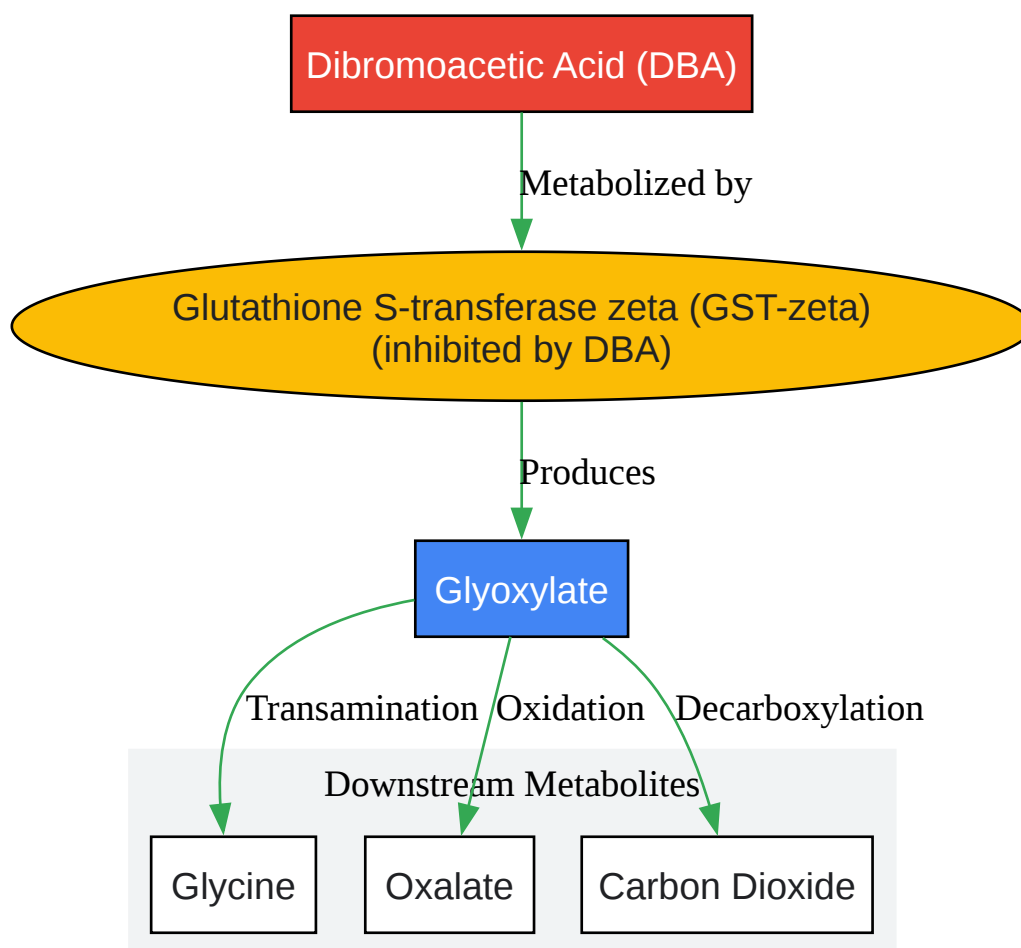 Dibromoacetic Acid (DBA)
Metabolized by
Glutathione S-transferase zeta (GST-zeta)
(inhibited by DBA)
Produces
Glyoxylate
Transamination
Oxidation
Decarboxylation
Downstream Metabolites
Glycine
Oxalate
Carbon Dioxide